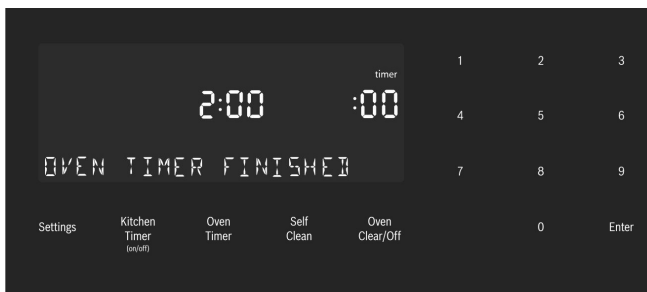 timer
2:00 :00
OVEN TIMER FINISHED
1 2 3
4 5 6
7 8 9
0 Enter
Settings
Kitchen
Timer
(on/off)
Oven
Timer
Self
Clean
Oven
Clear/Off